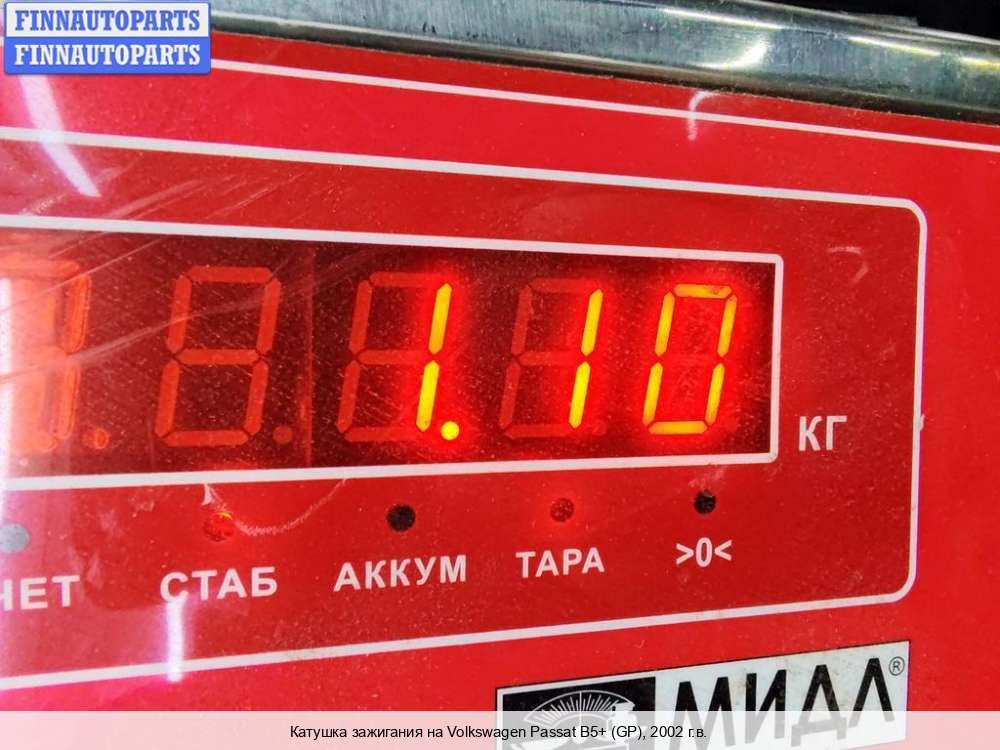 FINNAUTOPARTS
FINNAUTOPARTS
1.10
КГ
СТАБ АККУМ ТАРА >0<
МИДЛ®
Катушка зажигания на Volkswagen Passat B5+ (GP), 2002 г.в.